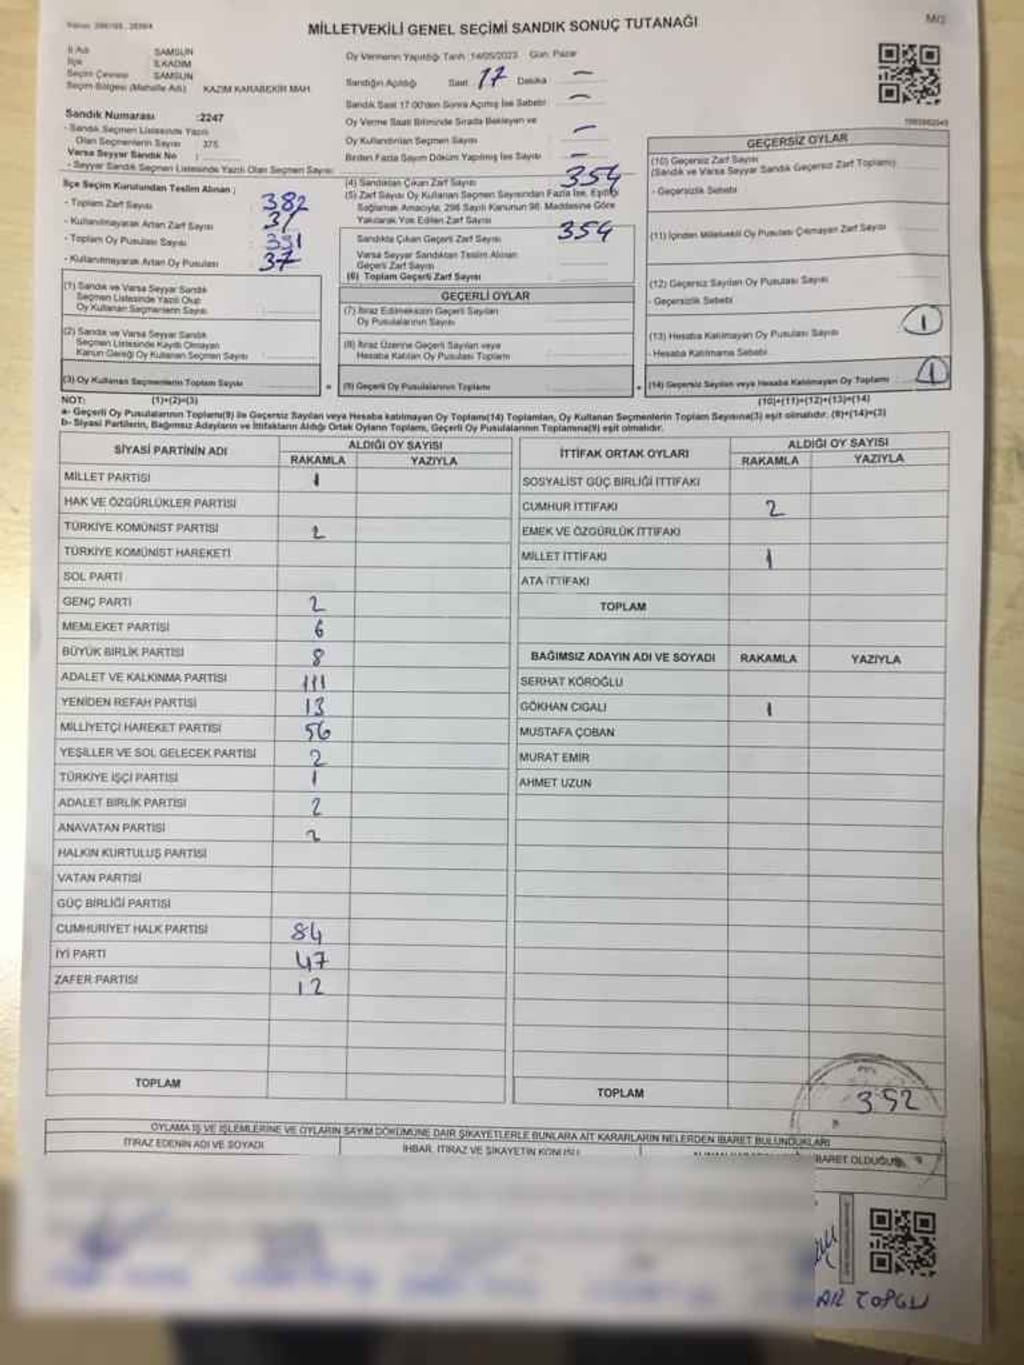 MİLLETVEKİLİ GENEL SEÇİMİ SANDIK SONUÇ TUTANAĞI
İl Adı SAMSUN
İlçe İLKADIM
Seçim Çevresi SAMSUN
Seçim Bölgesi (Mahalle Adı) KAZIM KARABEKİR MAH
Sandık Numarası :2247
- Sandık Seçmen Listesinde Yazılı
Olan Seçmenlerin Sayısı 375
Varsa Seyyar Sandık No
- Seyyar Sandık Seçmen Listesinde Yazılı Olan Seçmen Sayısı
Oy Vermenin Yapıldığı Tarih :14/05/2023 Gün: Pazar
Sandığın Açıldığı Saat 17 Dakika —
Sandık Saat 17:00'den Sonra Açılmış İse Sebebi —
Oy Verme Saati Bitiminde Sırada Bekleyen ve
Oy Kullandırılan Seçmen Sayısı —
Birden Fazla Sayım Döküm Yapılmış İse Sayısı —
İlçe Seçim Kurulundan Teslim Alınan ;
- Toplam Zarf Sayısı 382
- Kullanılmayarak Artan Zarf Sayısı
- Toplam Oy Pusulası Sayısı
- Kullanılmayarak Artan Oy Pusulası 37
(4) Sandıktan Çıkan Zarf Sayısı 354
(5) Zarf Sayısı Oy Kullanan Seçmen Sayısından Fazla İse, Eşitliği
Sağlamak Amacıyla, 298 Sayılı Kanunun 98. Maddesine Göre
Yakılarak Yok Edilen Zarf Sayısı
Sandıkta Çıkan Geçerli Zarf Sayısı 354
Varsa Seyyar Sandıktan Teslim Alınan
Geçerli Zarf Sayısı
(6) Toplam Geçerli Zarf Sayısı
GEÇERLİ OYLAR
(7) İtiraz Edilmeksizin Geçerli Sayılan
Oy Pusulalarının Sayısı
(8) İtiraz Üzerine Geçerli Sayılan veya
Hesaba Katılan Oy Pusulası Toplamı
(9) Geçerli Oy Pusulalarının Toplamı
GEÇERSİZ OYLAR
(10) Geçersiz Zarf Sayısı
(Sandık ve Varsa Seyyar Sandık Geçersiz Zarf Toplamı)
- Geçersizlik Sebebi
(11) İçinden Milletvekili Oy Pusulası Çıkmayan Zarf Sayısı
(12) Geçersiz Sayılan Oy Pusulası Sayısı
- Geçersizlik Sebebi
(13) Hesaba Katılmayan Oy Pusulası Sayısı 1
- Hesaba Katılmama Sebebi
(14) Geçersiz Sayılan veya Hesaba Katılmayan Oy Toplamı 1
(10)+(11)+(12)+(13)=(14)
(1) Sandık ve Varsa Seyyar Sandık
Seçmen Listesinde Yazılı Olup
Oy Kullanan Seçmenlerin Sayısı
(2) Sandık ve Varsa Seyyar Sandık
Seçmen Listesinde Kayıtlı Olmayan
Kanun Gereği Oy Kullanan Seçmen Sayısı
(3) Oy Kullanan Seçmenlerin Toplam Sayısı
NOT: (1)+(2)=(3)
a- Geçerli Oy Pusulalarının Toplamı(9) ile Geçersiz Sayılan veya Hesaba katılmayan Oy Toplamı(14) Toplamları, Oy Kullanan Seçmenlerin Toplam Sayısına(3) eşit olmalıdır. (9)+(14)=(3)
b- Siyasi Partilerin, Bağımsız Adayların ve İttifakların Aldığı Ortak Oyların Toplamı, Geçerli Oy Pusulalarının Toplamına(9) eşit olmalıdır.
SİYASİ PARTİNİN ADI ALDIĞI OY SAYISI
RAKAMLA YAZIYLA
MİLLET PARTİSİ 1
HAK VE ÖZGÜRLÜKLER PARTİSİ
TÜRKİYE KOMÜNİST PARTİSİ 2
TÜRKİYE KOMÜNİST HAREKETİ
SOL PARTİ
GENÇ PARTİ 2
MEMLEKET PARTİSİ 6
BÜYÜK BİRLİK PARTİSİ 8
ADALET VE KALKINMA PARTİSİ 111
YENİDEN REFAH PARTİSİ 13
MİLLİYETÇİ HAREKET PARTİSİ 56
YEŞİLLER VE SOL GELECEK PARTİSİ 2
TÜRKİYE İŞÇİ PARTİSİ 1
ADALET BİRLİK PARTİSİ 2
ANAVATAN PARTİSİ 2
HALKIN KURTULUŞ PARTİSİ
VATAN PARTİSİ
GÜÇ BİRLİĞİ PARTİSİ
CUMHURİYET HALK PARTİSİ 84
İYİ PARTİ 47
ZAFER PARTİSİ 12
TOPLAM
İTTİFAK ORTAK OYLARI ALDIĞI OY SAYISI
RAKAMLA YAZIYLA
SOSYALİST GÜÇ BİRLİĞİ İTTİFAKI
CUMHUR İTTİFAKI 2
EMEK VE ÖZGÜRLÜK İTTİFAKI
MİLLET İTTİFAKI 1
ATA İTTİFAKI
TOPLAM
BAĞIMSIZ ADAYIN ADI VE SOYADI RAKAMLA YAZIYLA
SERHAT KÖROĞLU
GÖKHAN CIGALI 1
MUSTAFA ÇOBAN
MURAT EMİR
AHMET UZUN
TOPLAM 352
OYLAMA İŞ VE İŞLEMLERİNE VE OYLARIN SAYIM DÖKÜMÜNE DAİR ŞİKAYETLERLE BUNLARA AİT KARARLARIN NELERDEN İBARET BULUNDUKLARI
İTİRAZ EDENİN ADI VE SOYADI İHBAR, İTİRAZ VE ŞİKAYETİN KONUSU